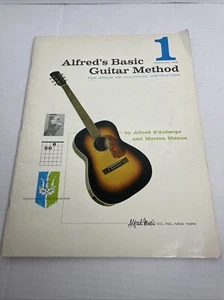 Alfred's Basic 1
Guitar Method
FOR GROUP OR INDIVIDUAL INSTRUCTION
by Alfred d'Auberge
and Morton Manus
Alfred Music CO., INC., NEW YORK